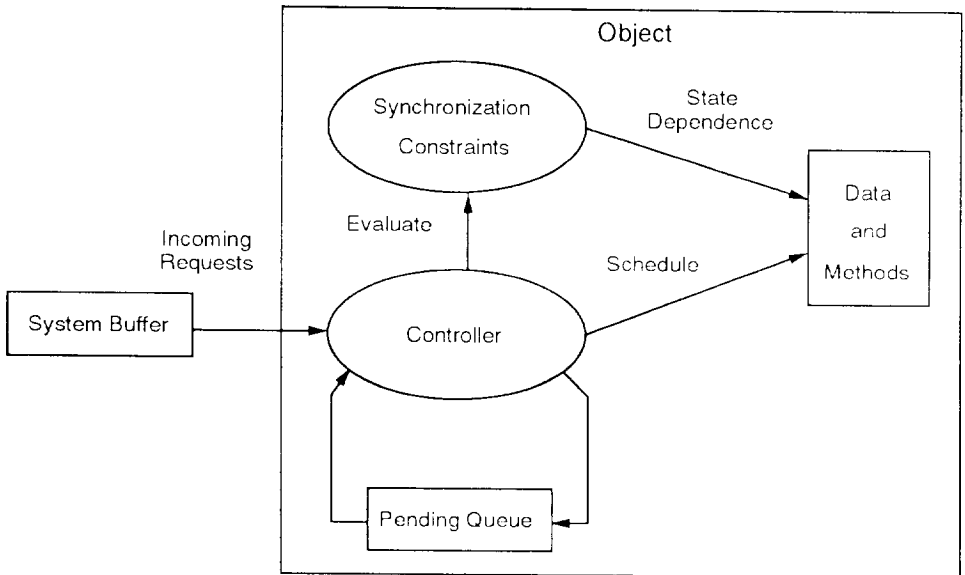 Object
Synchronization
Constraints
State
Dependence
Data
and
Methods
Evaluate
Incoming
Requests
Schedule
System Buffer
Controller
Pending Queue